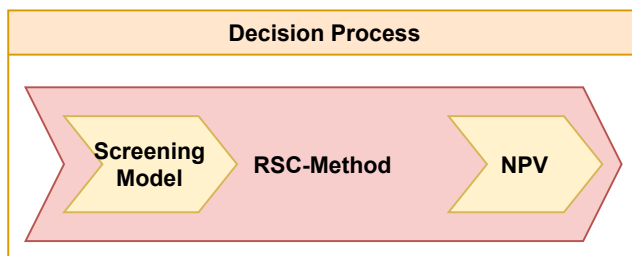 Decision Process
Screening
Model
RSC-Method
NPV